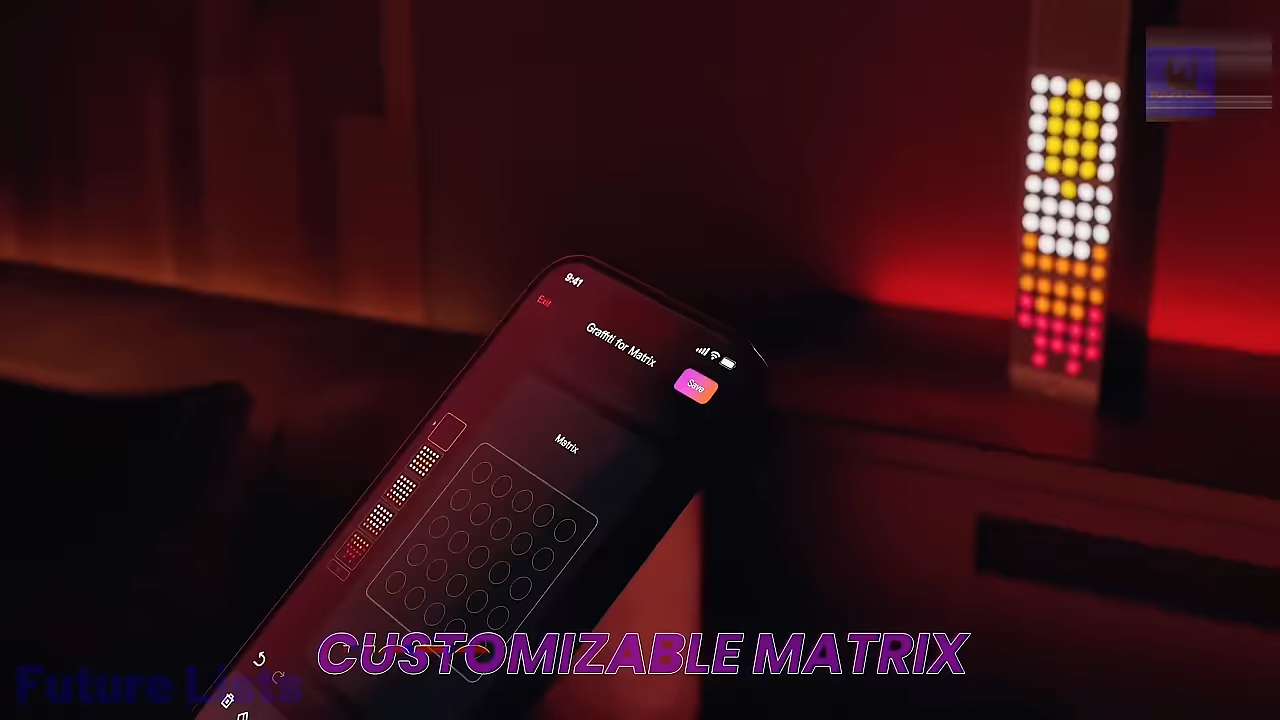 9:41
Exit
Graffiti for Matrix
Save
Matrix
CUSTOMIZABLE MATRIX
Future Lists